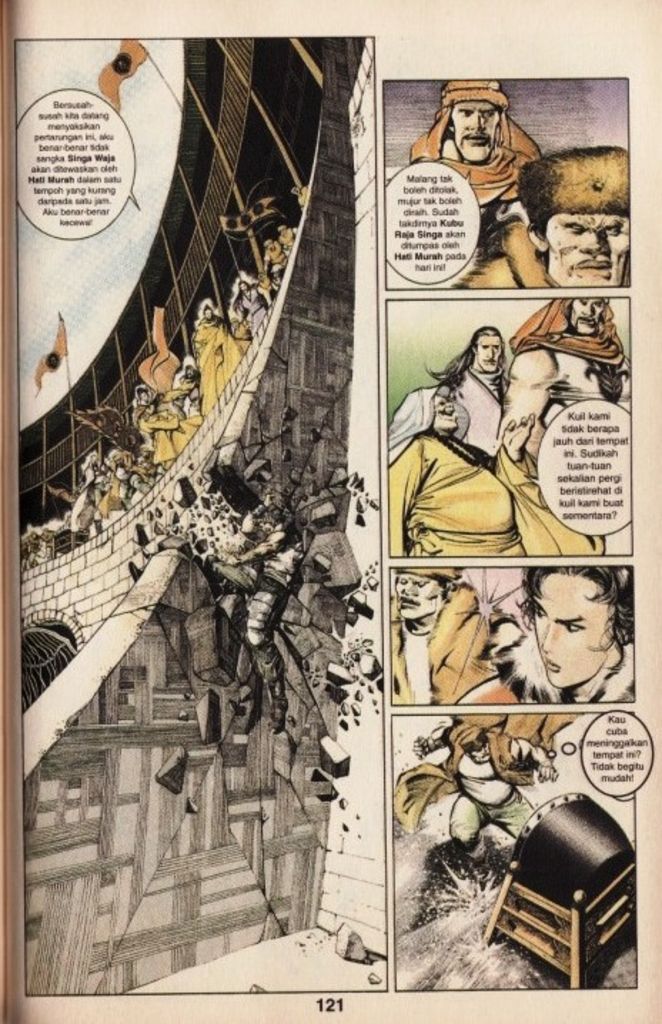 Bersusah-
susah kita datang
menyaksikan
pertarungan ini, aku
benar-benar tidak
sangka Singa Waja
akan ditewaskan oleh
Hati Murah dalam satu
tempoh yang kurang
daripada satu jam.
Aku benar-benar
kecewa!
Malang tak
boleh ditolak,
mujur tak boleh
diraih. Sudah
takdirnya Kubu
Raja Singa akan
ditumpas oleh
Hati Murah pada
hari ini!
Kuil kami
tidak berapa
jauh dari tempat
ini. Sudikah
tuan-tuan
sekalian pergi
beristirehat di
kuil kami buat
sementara?
Kau
cuba
meninggalkan
tempat ini?
Tidak begitu
mudah!
121